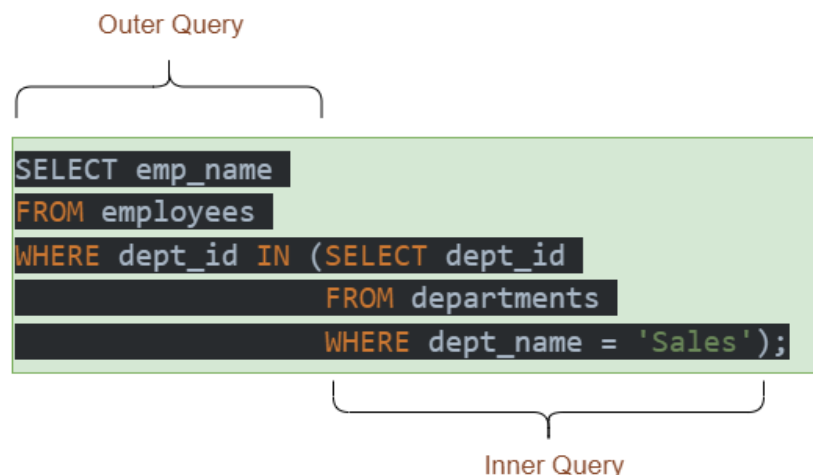 Outer Query
SELECT emp_name
FROM employees
WHERE dept_id IN (SELECT dept_id
FROM departments
WHERE dept_name = 'Sales');
Inner Query